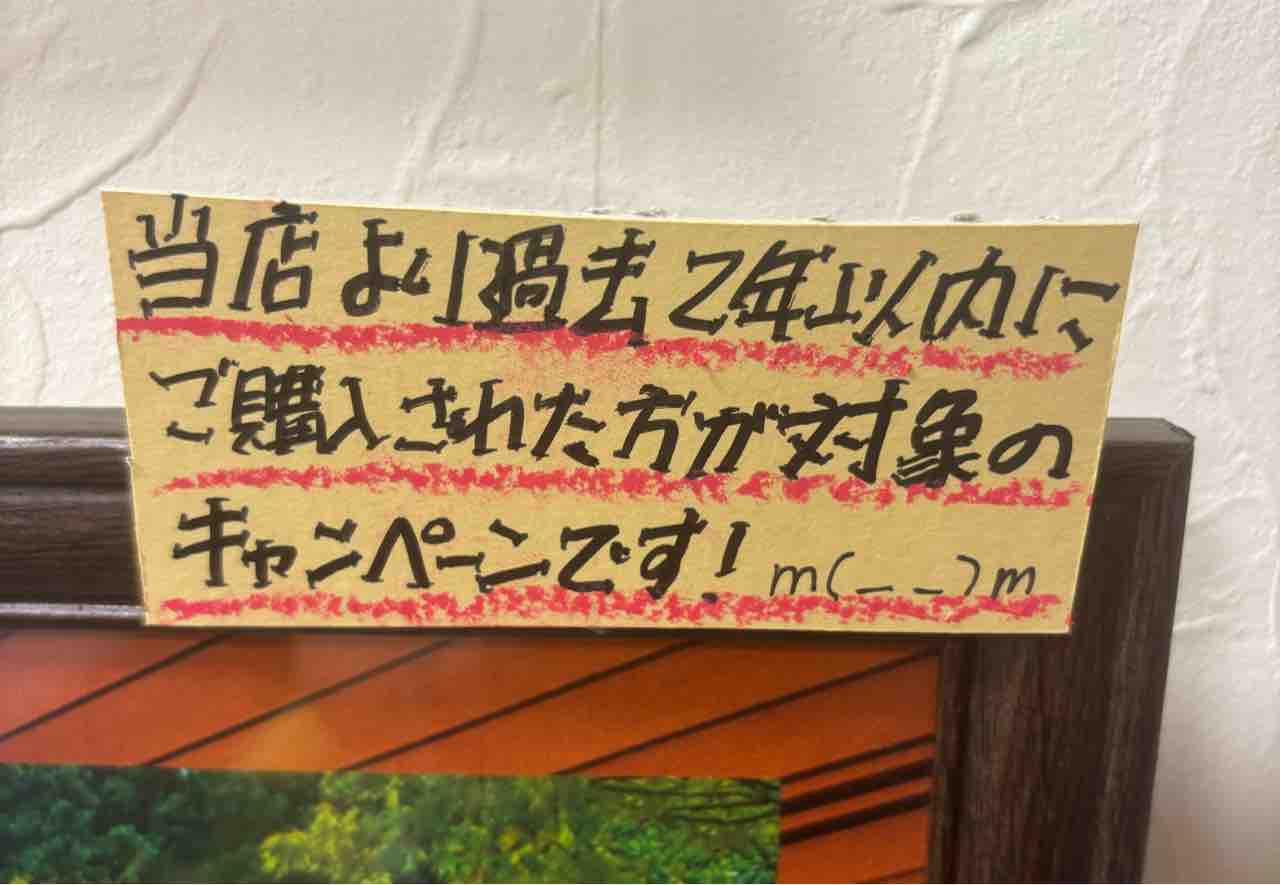 当店より過去2年以内に
ご購入された方が対象の
キャンペーンです！m(_ _)m